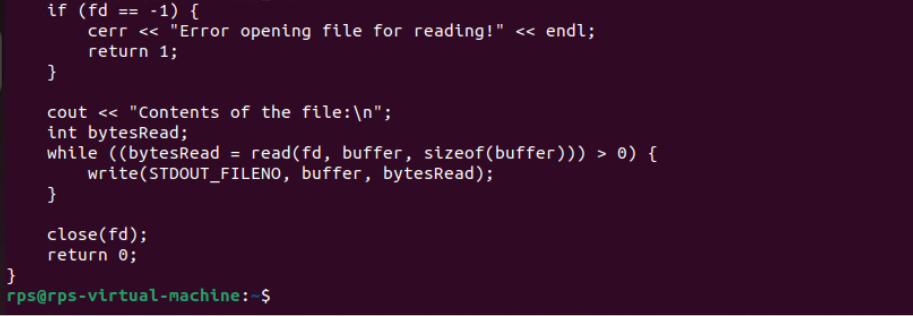 if (fd == -1) {
cerr << "Error opening file for reading!" << endl;
return 1;
}
cout << "Contents of the file:\n";
int bytesRead;
while ((bytesRead = read(fd, buffer, sizeof(buffer))) > 0) {
write(STDOUT_FILENO, buffer, bytesRead);
}
close(fd);
return 0;
}
rps@rps-virtual-machine:~$